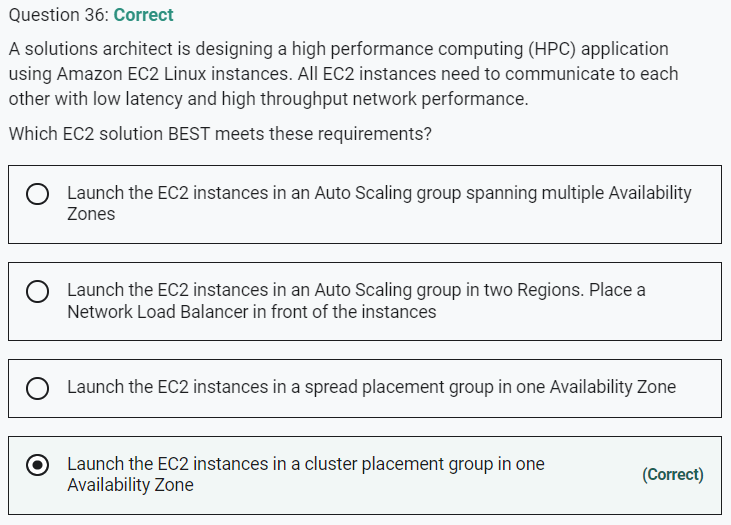 Question 36: Correct
A solutions architect is designing a high performance computing (HPC) application
using Amazon EC2 Linux instances. All EC2 instances need to communicate to each
other with low latency and high throughput network performance.
Which EC2 solution BEST meets these requirements?
Launch the EC2 instances in an Auto Scaling group spanning multiple Availability
Zones
Launch the EC2 instances in an Auto Scaling group in two Regions. Place a
Network Load Balancer in front of the instances
Launch the EC2 instances in a spread placement group in one Availability Zone
Launch the EC2 instances in a cluster placement group in one
Availability Zone
(Correct)